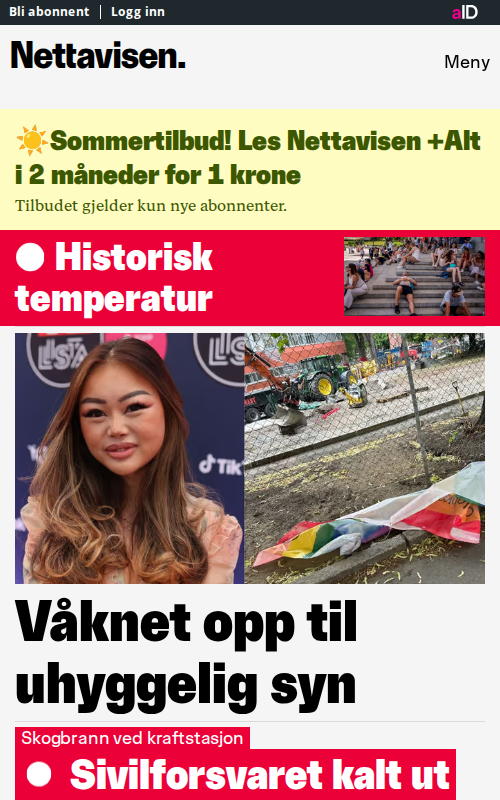 Bli abonnent | Logg inn
aID
Nettavisen.
Meny
Sommertilbud! Les Nettavisen +Alt
i 2 måneder for 1 krone
Tilbudet gjelder kun nye abonnenter.
Historisk
temperatur
TikT
Våknet opp til
uhyggelig syn
Skogbrann ved kraftstasjon
Sivilforsvaret kalt ut